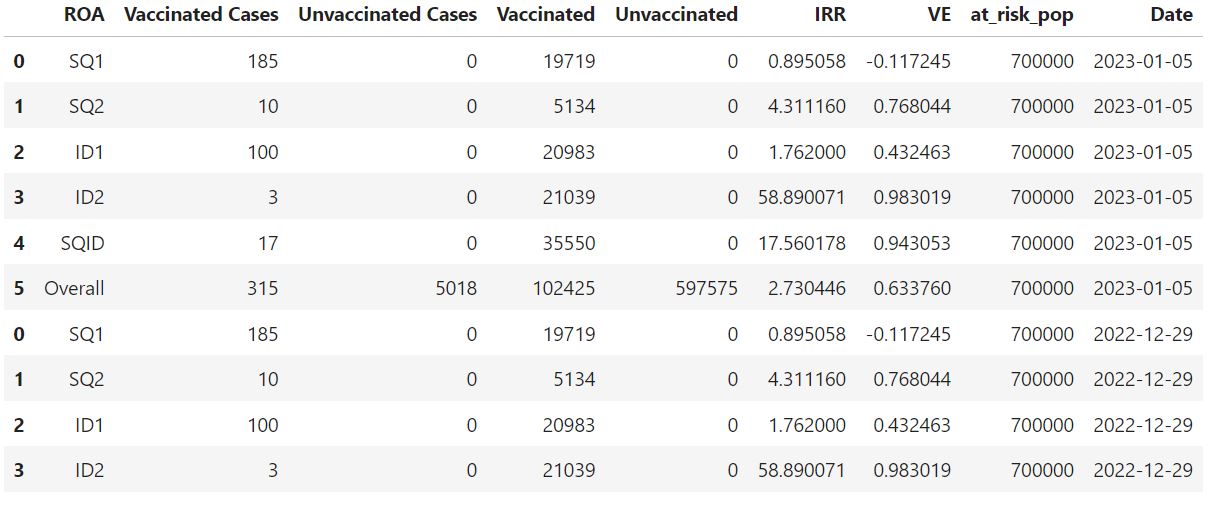 ROA Vaccinated Cases Unvaccinated Cases Vaccinated Unvaccinated IRR VE at_risk_pop Date
0 SQ1 185 0 19719 0 0.895058 -0.117245 700000 2023-01-05
1 SQ2 10 0 5134 0 4.311160 0.768044 700000 2023-01-05
2 ID1 100 0 20983 0 1.762000 0.432463 700000 2023-01-05
3 ID2 3 0 21039 0 58.890071 0.983019 700000 2023-01-05
4 SQID 17 0 35550 0 17.560178 0.943053 700000 2023-01-05
5 Overall 315 5018 102425 597575 2.730446 0.633760 700000 2023-01-05
0 SQ1 185 0 19719 0 0.895058 -0.117245 700000 2022-12-29
1 SQ2 10 0 5134 0 4.311160 0.768044 700000 2022-12-29
2 ID1 100 0 20983 0 1.762000 0.432463 700000 2022-12-29
3 ID2 3 0 21039 0 58.890071 0.983019 700000 2022-12-29